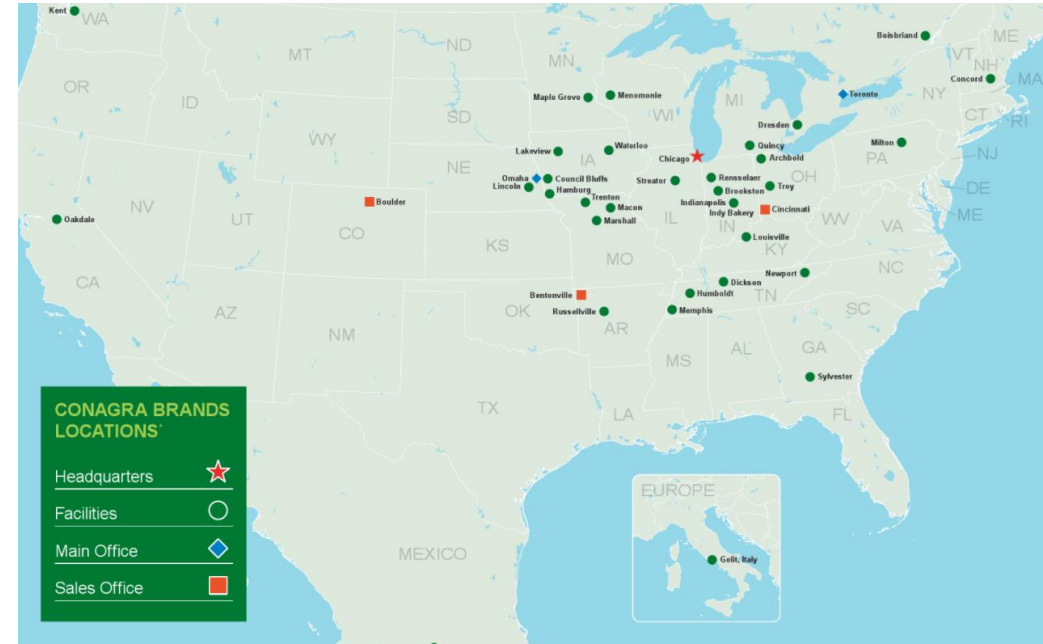 Kent
WA
MT
ND
MN
Boisbriand
ME
VT
NH
Concord
MA
OR
ID
Maple Grove
Menomonie
WI
MI
Toronto
NY
CT
RI
SD
WY
Dresden
Lakeview
IA
Waterloo
Chicago
Quincy
Archbold
Milton
PA
NJ
NE
Omaha
Council Bluffs
Lincoln
Hamburg
Streator
Rensselaer
Brookston
OH
Troy
DE
Boulder
Trenton
Macon
Marshall
IL
Indianapolis
Indy Bakery
IN
Cincinnati
WV
ME
VA
Oakdale
NV
UT
CO
KS
MO
Louisville
KY
CA
Newport
NC
Dickson
Humboldt
TN
Bentonville
OK
Russellville
AR
Memphis
SC
AZ
NM
MS
AL
GA
Sylvester
TX
LA
FL
CONAGRA BRANDS
LOCATIONS*
Headquarters
Facilities
Main Office
Sales Office
MEXICO
EUROPE
Gelit, Italy